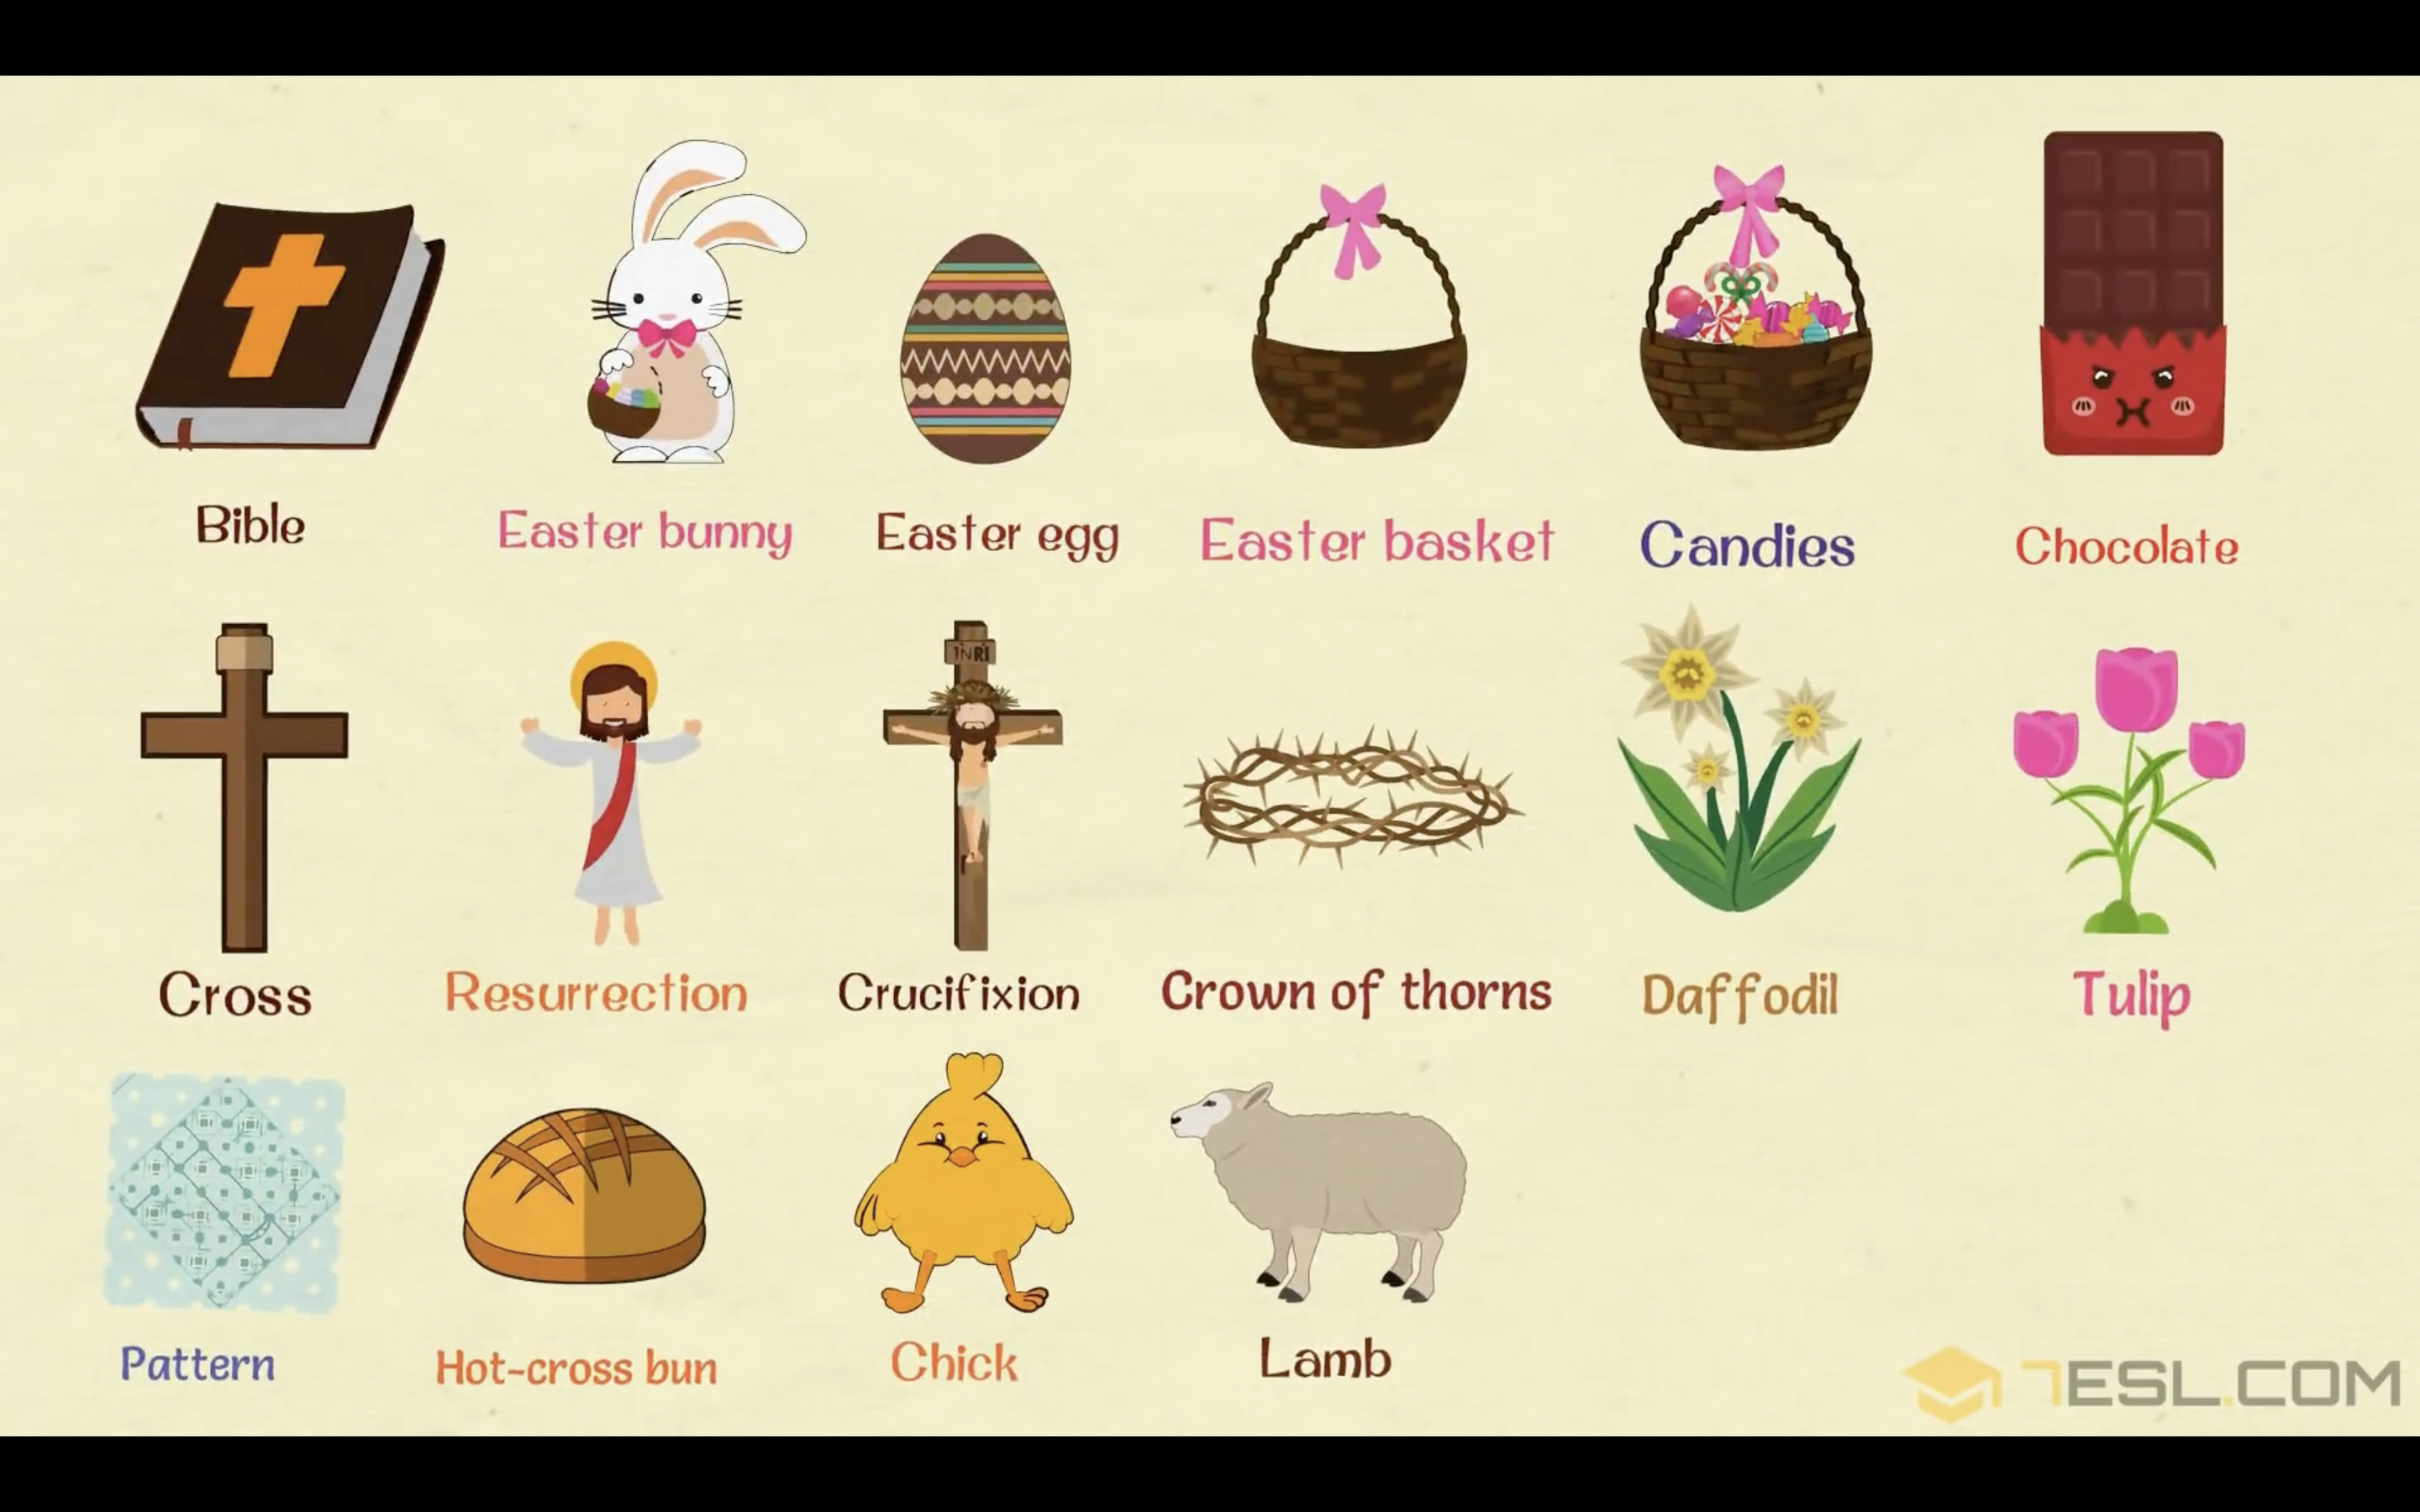 Bible
Easter bunny
Easter egg
Easter basket
Candies
Chocolate
INRI
Cross
Resurrection
Crucifixion
Crown of thorns
Daffodil
Tulip
Pattern
Hot-cross bun
Chick
Lamb
7ESL.COM